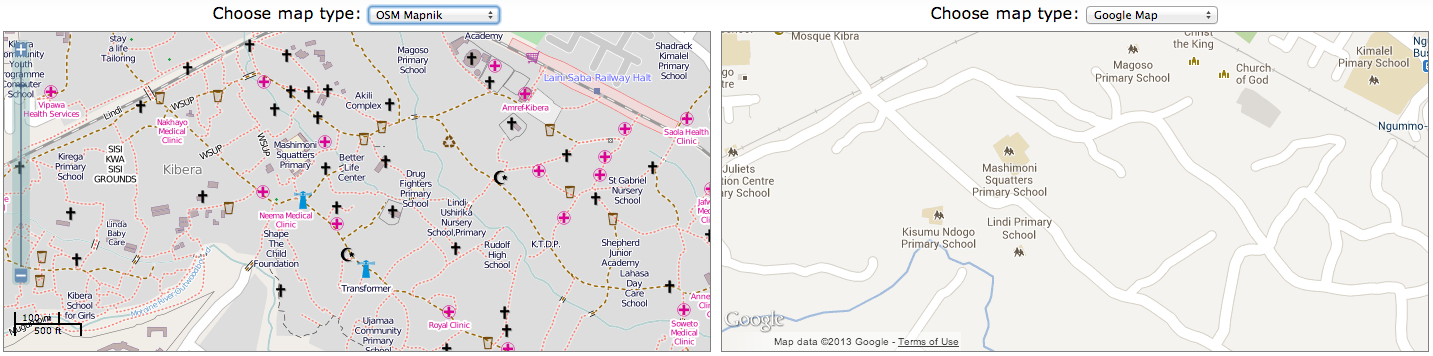 Choose map type: OSM Mapnik
Academy
stay
a life
Tailoring
Kibera
Community
Youth
Programme
Computer
School
Magoso
Primary
School
Shadrack
Kimalel
Primary
School
Laini Saba Railway Halt
Vipawa
Health Services
Lindi
WSUP
Akili
Complex
Amref-Kibera
Nakhayo
Medical
Clinic
WSUP
WSUP
Saola Health
Clinic
SISI
KWA
SISI
GROUNDS
Kirega
Primary
School
Kibera
Mashimoni
Squatters
Primary
Better
Life
Center
Drug
Fighters
Primary
School
St Gabriel
Nursery
School
Neema Medical
Clinic
Lindi
Ushirika
Nursery
School,Primary
Linda
Baby
Care
Shape
The
Child
Foundation
Rudolf
High
School
K.T.D.P.
Shepherd
Junior
Academy
Lahasa
Day
Care
School
Transformer
Kibera
School
for Girls
100 m
500 ft
Ujamaa
Community
Primary
School
Royal Clinic
Soweto
Medical
Clinic
Choose map type: Google Map
Mosque Kibra
Christ
the King
Magoso
Primary School
Church
of God
Kimalel
Primary School
Ngummo-
Juliets
Mashimoni
Squatters
Primary School
Kisumu Ndogo
Primary School
Lindi Primary
School
Google
Map data ©2013 Google - Terms of Use